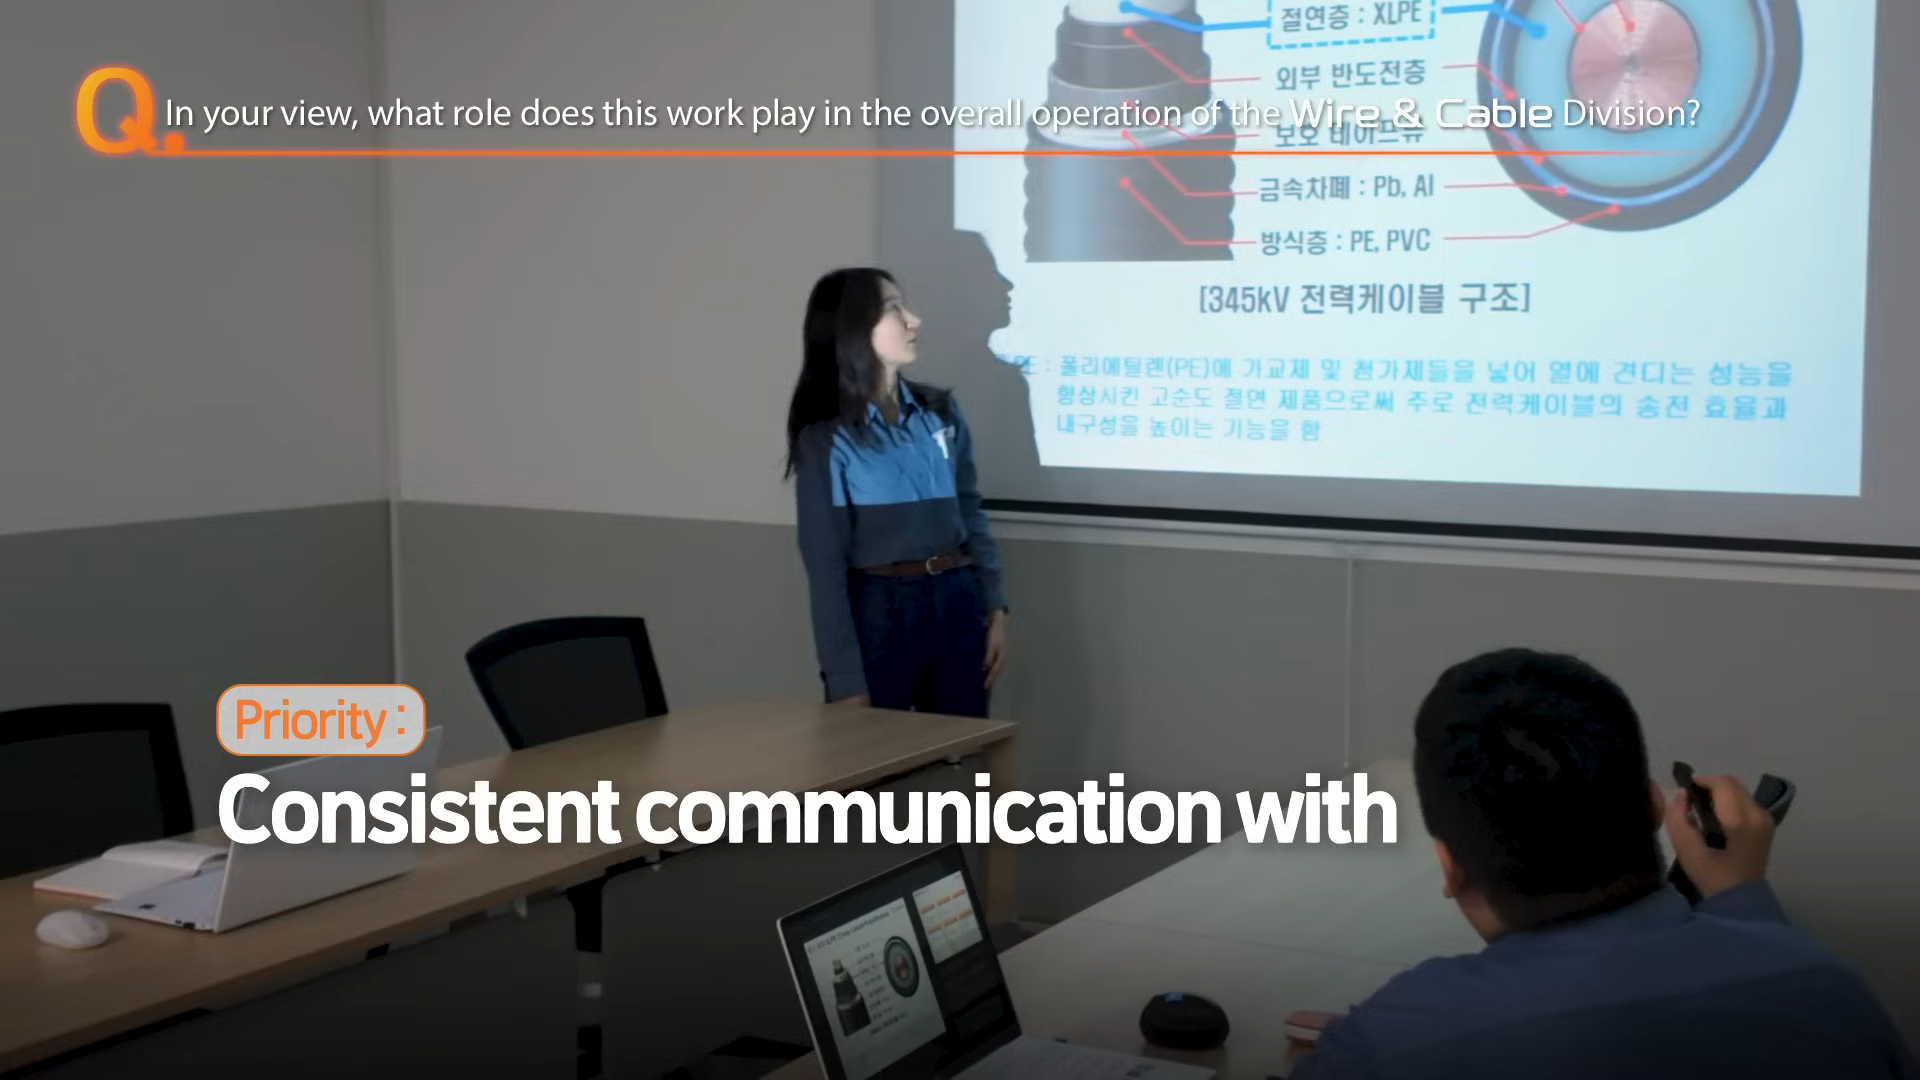 절연층 : XLPE
외부 반도전층
Q. In your view, what role does this work play in the overall operation of the Wire & Cable Division?
보호 테이프류
금속차폐 : Pb, Al
방식층 : PE, PVC
[345kV 전력케이블 구조]
: 폴리에틸렌(PE)에 가교제 및 첨가제들을 넣어 열에 견디는 성능을
향상시킨 고순도 절연 제품으로써 주로 전력케이블의 송전 효율과
내구성을 높이는 기능을 함
Priority :
Consistent communication with